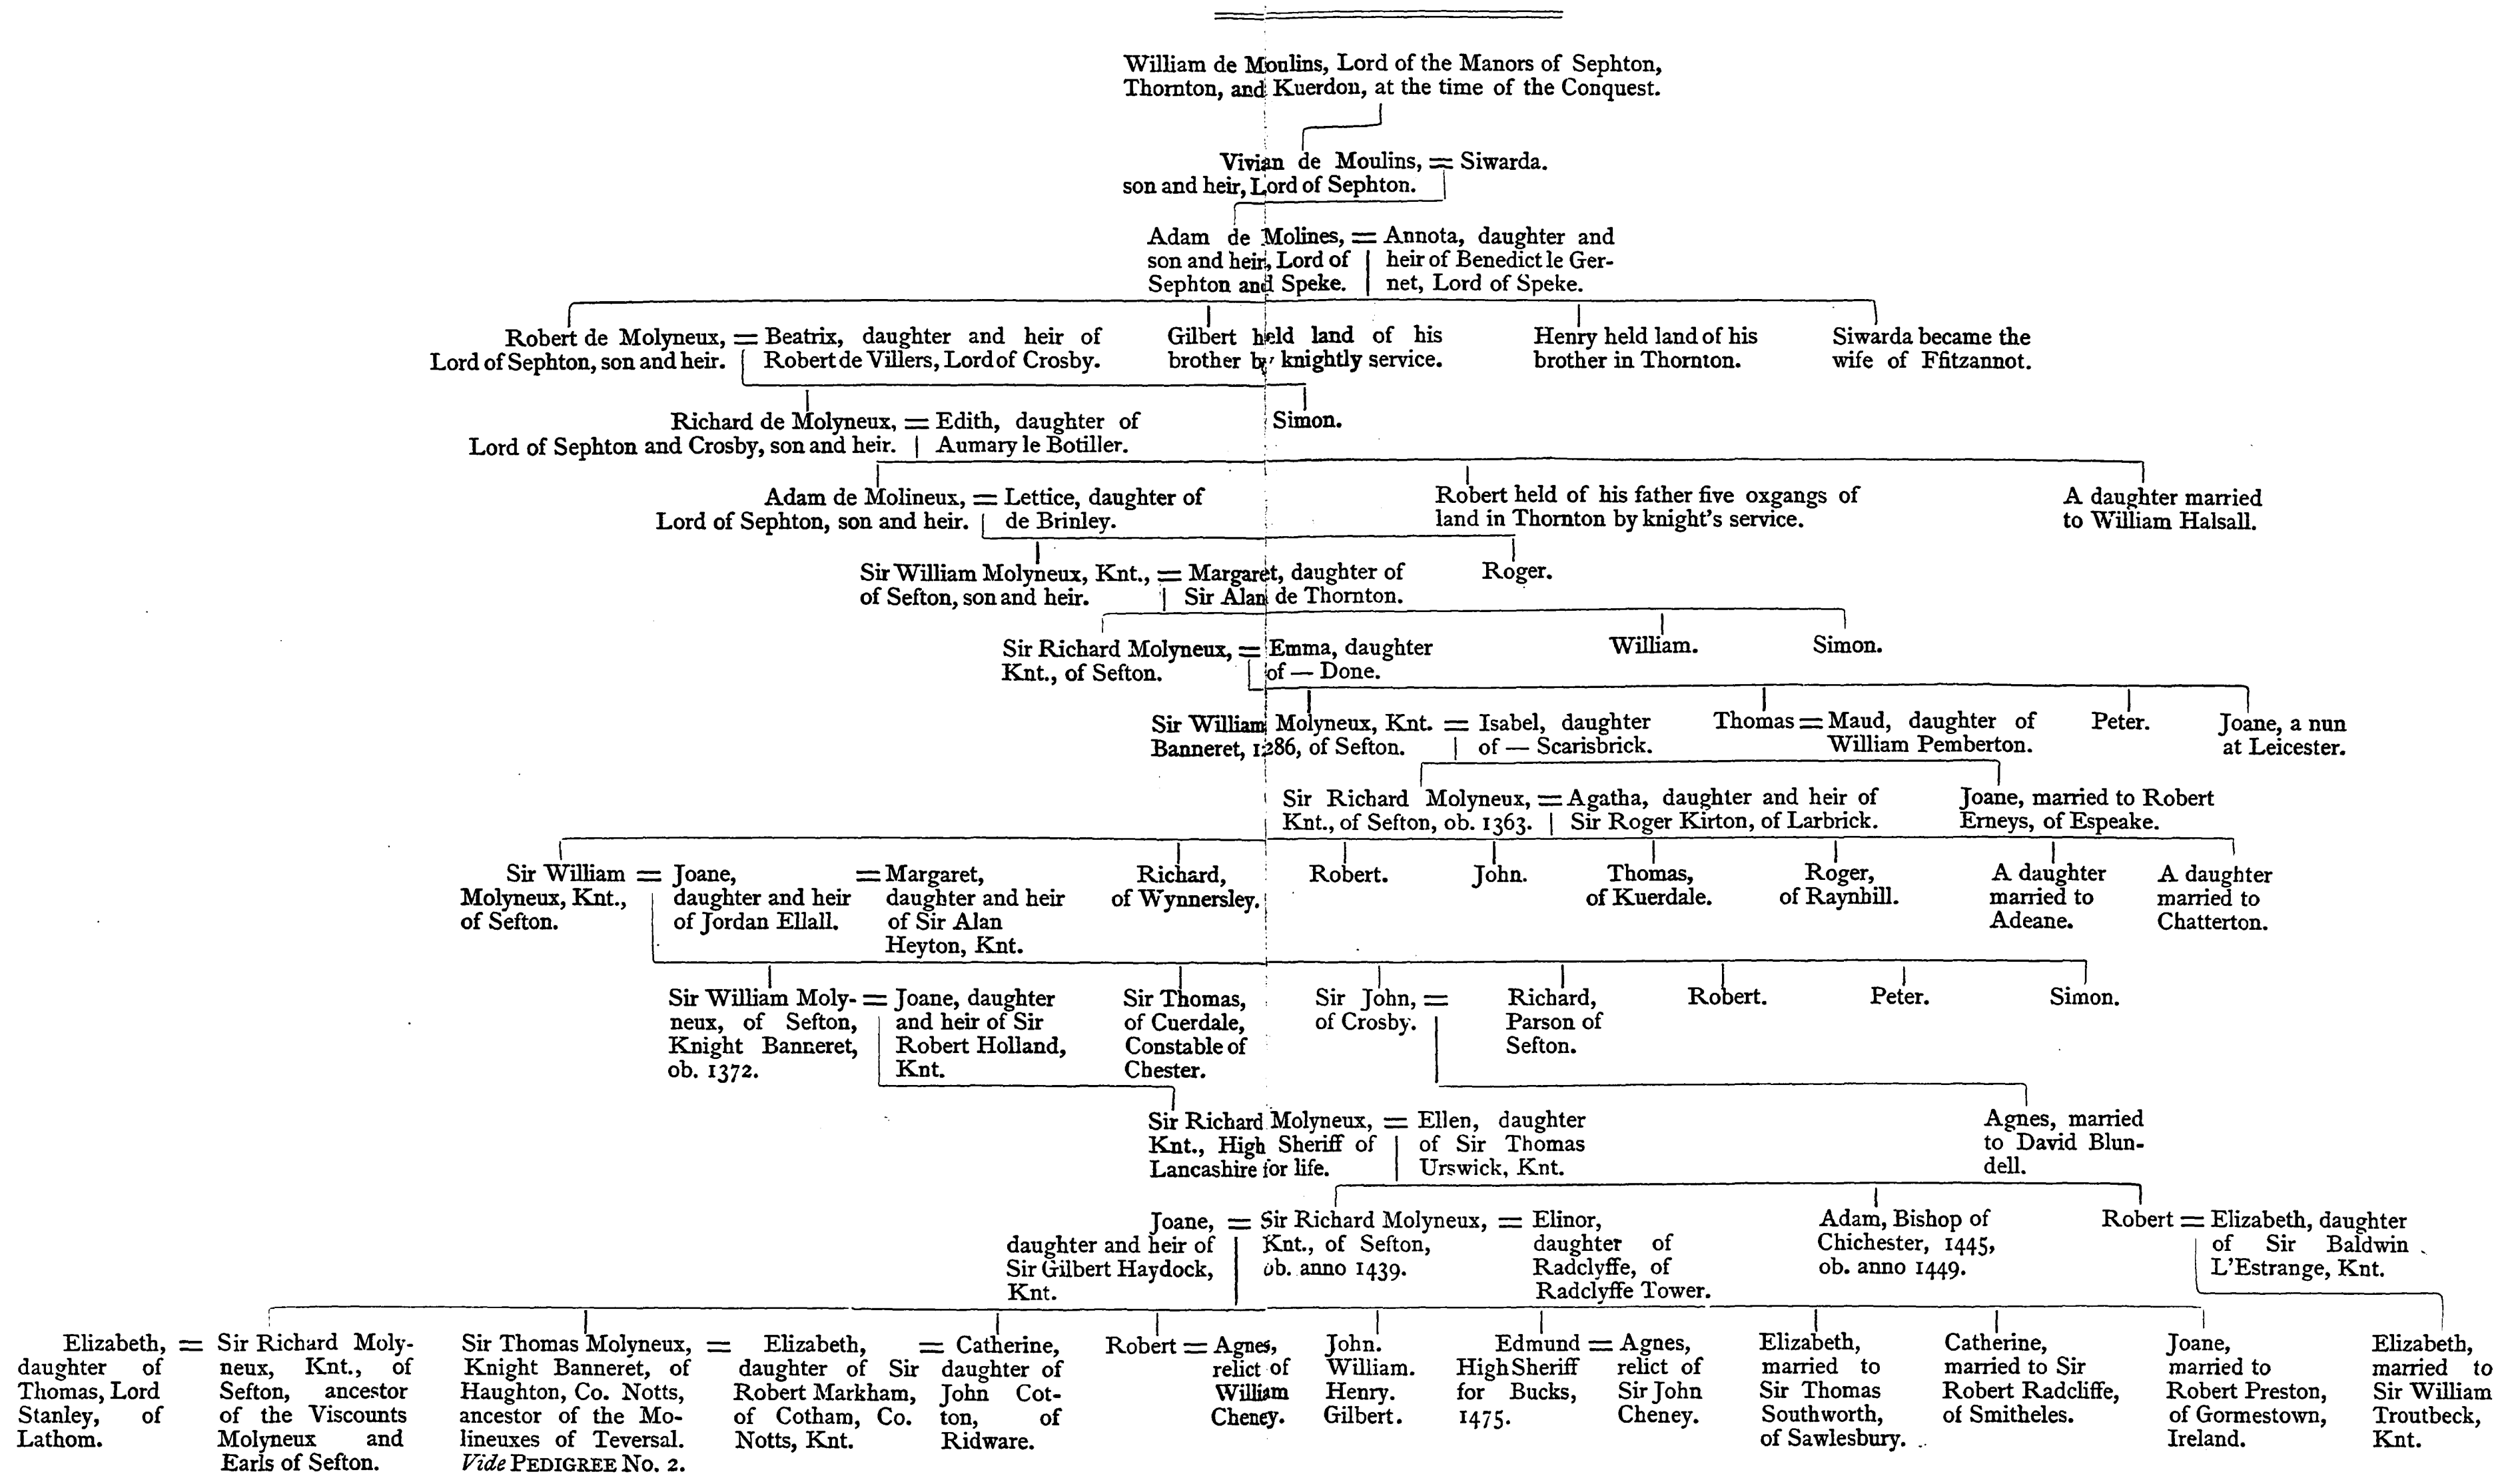 William de Moulins, Lord of the Manors of Sephton,
Thornton, and Kuerdon, at the time of the Conquest.
Vivian de Moulins, = Siwarda.
son and heir, Lord of Sephton.
Adam de Molines, =
son and heir, Lord of
Sephton and Speke.
Annota, daughter and
heir of Benedict le Ger-
net, Lord of Speke.
Robert de Molyneux, =
Lord of Sephton, son and heir.
Beatrix, daughter and heir of
Robert de Villers, Lord of Crosby.
Gilbert held land of his
brother by knightly service.
Henry held land of his
brother in Thornton.
Siwarda became the
wife of Ffitzannot.
Richard de Molyneux, =
Lord of Sephton and Crosby, son and heir.
Edith, daughter of
Aumary le Botiller.
Simon.
Adam de Molineux, =
Lord of Sephton, son and heir.
Lettice, daughter of
de Brinley.
Robert held of his father five oxgangs of
land in Thornton by knight's service.
A daughter married
to William Halsall.
Sir William Molyneux, Knt., =
of Sefton, son and heir.
Margaret, daughter of
Sir Alan de Thornton.
Roger.
Sir Richard Molyneux, =
Knt., of Sefton.
Emma, daughter
of — Done.
William.
Simon.
Sir William Molyneux, Knt. =
Banneret, 1286, of Sefton.
Isabel, daughter
of — Scarisbrick.
Thomas =
Maud, daughter of
William Pemberton.
Peter.
Joane, a nun
at Leicester.
Sir Richard Molyneux, =
Knt., of Sefton, ob. 1363.
Agatha, daughter and heir of
Sir Roger Kirton, of Larbrick.
Joane, married to Robert
Erneys, of Espeake.
Sir William =
Molyneux, Knt.,
of Sefton.
Joane,
daughter and heir
of Jordan Ellall.
= Margaret,
daughter and heir
of Sir Alan
Heyton, Knt.
Richard,
of Wynnersley.
Robert.
John.
Thomas,
of Kuerdale.
Roger,
of Raynhill.
A daughter
married to
Adeane.
A daughter
married to
Chatterton.
Sir William Moly- =
neux, of Sefton,
Knight Banneret,
ob. 1372.
Joane, daughter
and heir of Sir
Robert Holland,
Knt.
Sir Thomas,
of Cuerdale,
Constable of
Chester.
Sir John, =
of Crosby.
Richard,
Parson of
Sefton.
Robert.
Peter.
Simon.
Sir Richard Molyneux, =
Knt., High Sheriff of
Lancashire for life.
Ellen, daughter
of Sir Thomas
Urswick, Knt.
Agnes, married
to David Blun-
dell.
Joane, =
daughter and heir of
Sir Gilbert Haydock,
Knt.
Sir Richard Molyneux, =
Knt., of Sefton,
ob. anno 1439.
Elinor,
daughter of
Radclyffe, of
Radclyffe Tower.
Adam, Bishop of
Chichester, 1445,
ob. anno 1449.
Robert =
Elizabeth, daughter
of Sir Baldwin
L'Estrange, Knt.
Elizabeth, =
daughter of
Thomas, Lord
Stanley, of
Lathom.
Sir Richard Moly-
neux, Knt., of
Sefton, ancestor
of the Viscounts
Molyneux and
Earls of Sefton.
Sir Thomas Molyneux, =
Knight Banneret, of
Haughton, Co. Notts,
ancestor of the Mo-
lineuxes of Teversal.
Vide PEDIGREE No. 2.
Elizabeth,
daughter of Sir
Robert Markham,
of Cotham, Co.
Notts, Knt.
= Catherine,
daughter of
John Cot-
ton, of
Ridware.
Robert =
Agnes,
relict of
William
Cheney.
John.
William.
Henry.
Gilbert.
Edmund =
High Sheriff
for Bucks,
1475.
Agnes,
relict of
Sir John
Cheney.
Elizabeth,
married to
Sir Thomas
Southworth,
of Sawlesbury.
Catherine,
married to Sir
Robert Radcliffe,
of Smitheles.
Joane,
married to
Robert Preston,
of Gormestown,
Ireland.
Elizabeth,
married to
Sir William
Troutbeck,
Knt.